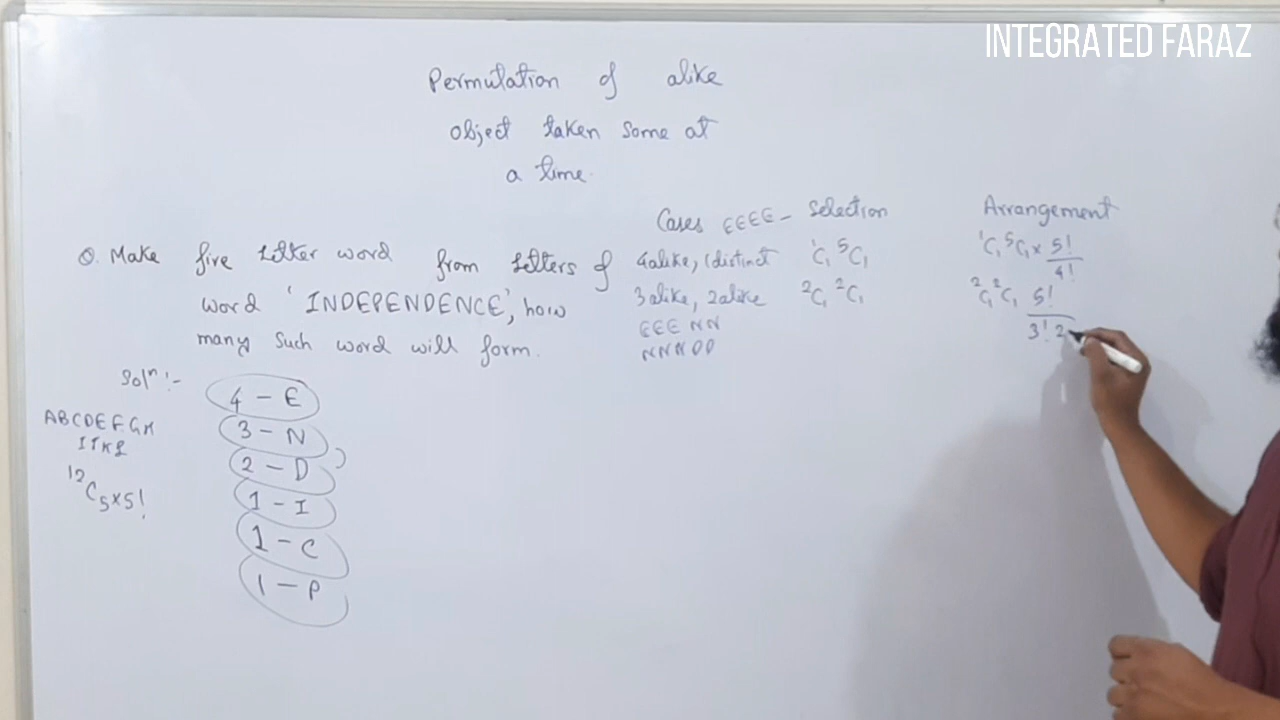 INTEGRATED FARAZ
Permutation of alike
object taken some at
a time.
Q. Make five letter word from letters of
word 'INDEPENDENCE', how
many such word will form.
Soln :-
4 - E
3 - N
2 - D
1 - I
1 - C
1 - P
ABCDEFGH
IJKL
12C5×5!
Cases EEEE- Selection Arrangement
4alike, 1distinct 1C1 5C1 1C1 5C1 × 5!/4!
3alike, 2alike 2C1 2C1 2C1 2C1 5!/3!2
EEE NN
NNN DD